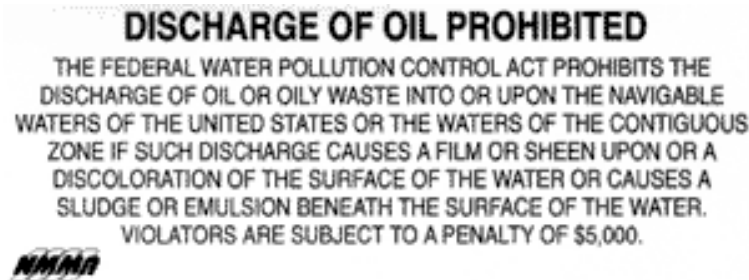 DISCHARGE OF OIL PROHIBITED
THE FEDERAL WATER POLLUTION CONTROL ACT PROHIBITS THE
DISCHARGE OF OIL OR OILY WASTE INTO OR UPON THE NAVIGABLE
WATERS OF THE UNITED STATES OR THE WATERS OF THE CONTIGUOUS
ZONE IF SUCH DISCHARGE CAUSES A FILM OR SHEEN UPON OR A
DISCOLORATION OF THE SURFACE OF THE WATER OR CAUSES A
SLUDGE OR EMULSION BENEATH THE SURFACE OF THE WATER.
VIOLATORS ARE SUBJECT TO A PENALTY OF $5,000.
NMMA